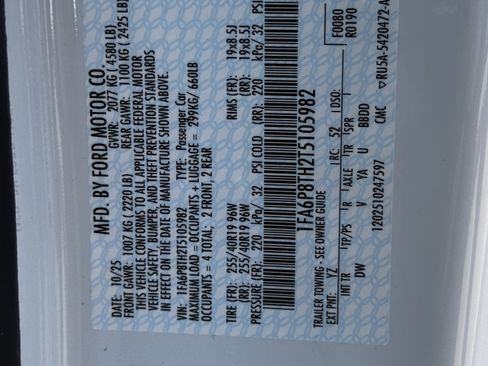 MFD. BY FORD MOTOR CO.
DATE: 10/25 GVWR: 2077 KG ( 4580 LB)
FRONT GAWR: 1007 KG ( 2220 LB) REAR GAWR: 1100 KG ( 2425 LB)
THIS VEHICLE CONFORMS TO ALL APPLICABLE FEDERAL MOTOR
VEHICLE SAFETY, BUMPER, AND THEFT PREVENTION STANDARDS
IN EFFECT ON THE DATE OF MANUFACTURE SHOWN ABOVE.
VIN: 1FA6P8TH2T5105982 TYPE: Passenger Car
MAXIMUM LOAD = OCCUPANTS + LUGGAGE = 299KG/ 660LB
OCCUPANTS = 4 TOTAL; 2 FRONT, 2 REAR
TIRE (FR): 255/40R19 96W RIMS (FR): 19x8.5J
(RR): 255/40R19 96W (RR): 19x8.5J
PRESSURE (FR): 220 kPa/ 32 PSI COLD (RR): 220 kPa/ 32 PSI
1FA6P8TH2T5105982
TRAILER TOWING - SEE OWNER GUIDE
F0080
R0190
EXT PNT: YZ RC: 52 DSO:
INT TR TP/PS R AXLE TR SPR
DW V YA U BBDD
CMC
1202510247597
RU5A-5420472-A